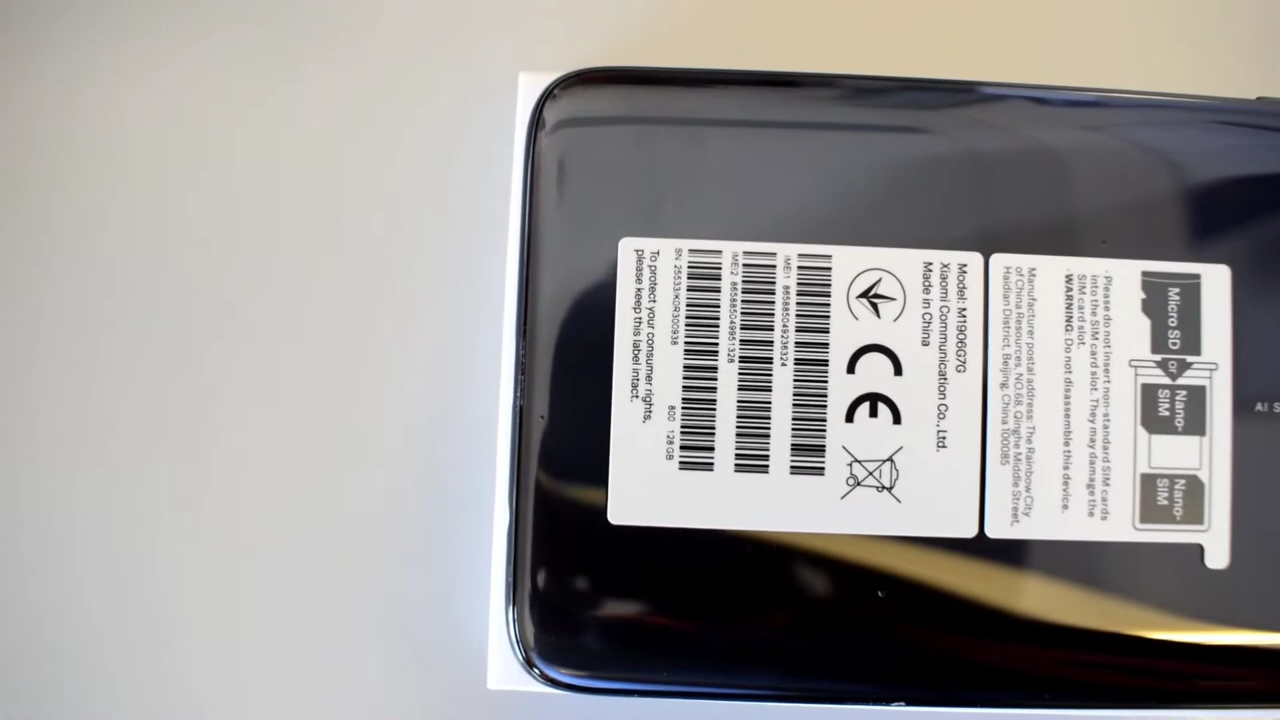 Micro SD
or
Nano-
SIM
Nano-
SIM
· Please do not insert non-standard SIM cards
into the SIM card slot. They may damage the
SIM card slot.
· WARNING: Do not disassemble this device.
Manufacturer postal address: The Rainbow City
of China Resources, NO.68, Qinghe Middle Street,
Haidian District, Beijing, China 100085
Model: M1906G7G
Xiaomi Communication Co., Ltd.
Made in China
CE
IMEI1 865885049236324
IMEI2 865885049951328
SN 25533/K0R300938 800 128GB
To protect your consumer rights,
please keep this label intact.
AI S